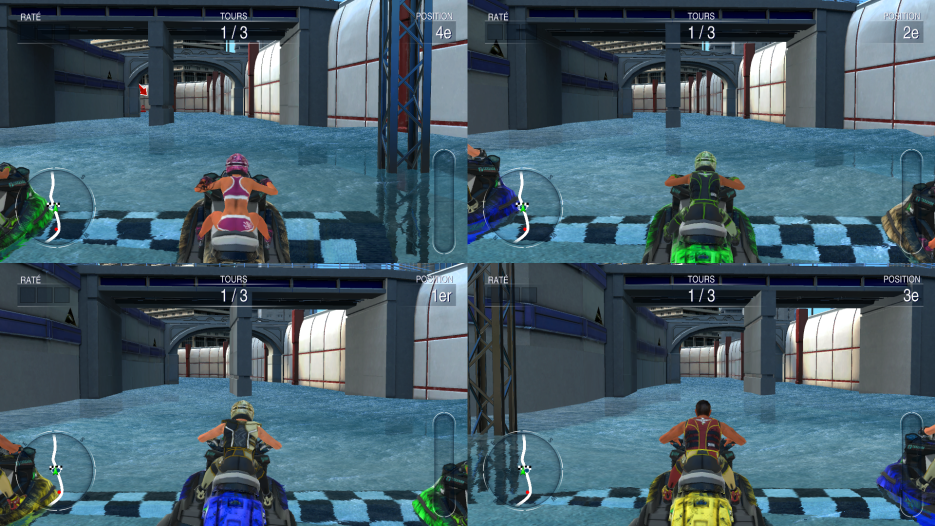 RATÉ TOURS POSITION
1 / 3 4e
RATÉ TOURS POSITION
1 / 3 2e
RATÉ TOURS POSITION
1 / 3 1er
RATÉ TOURS POSITION
1 / 3 3e